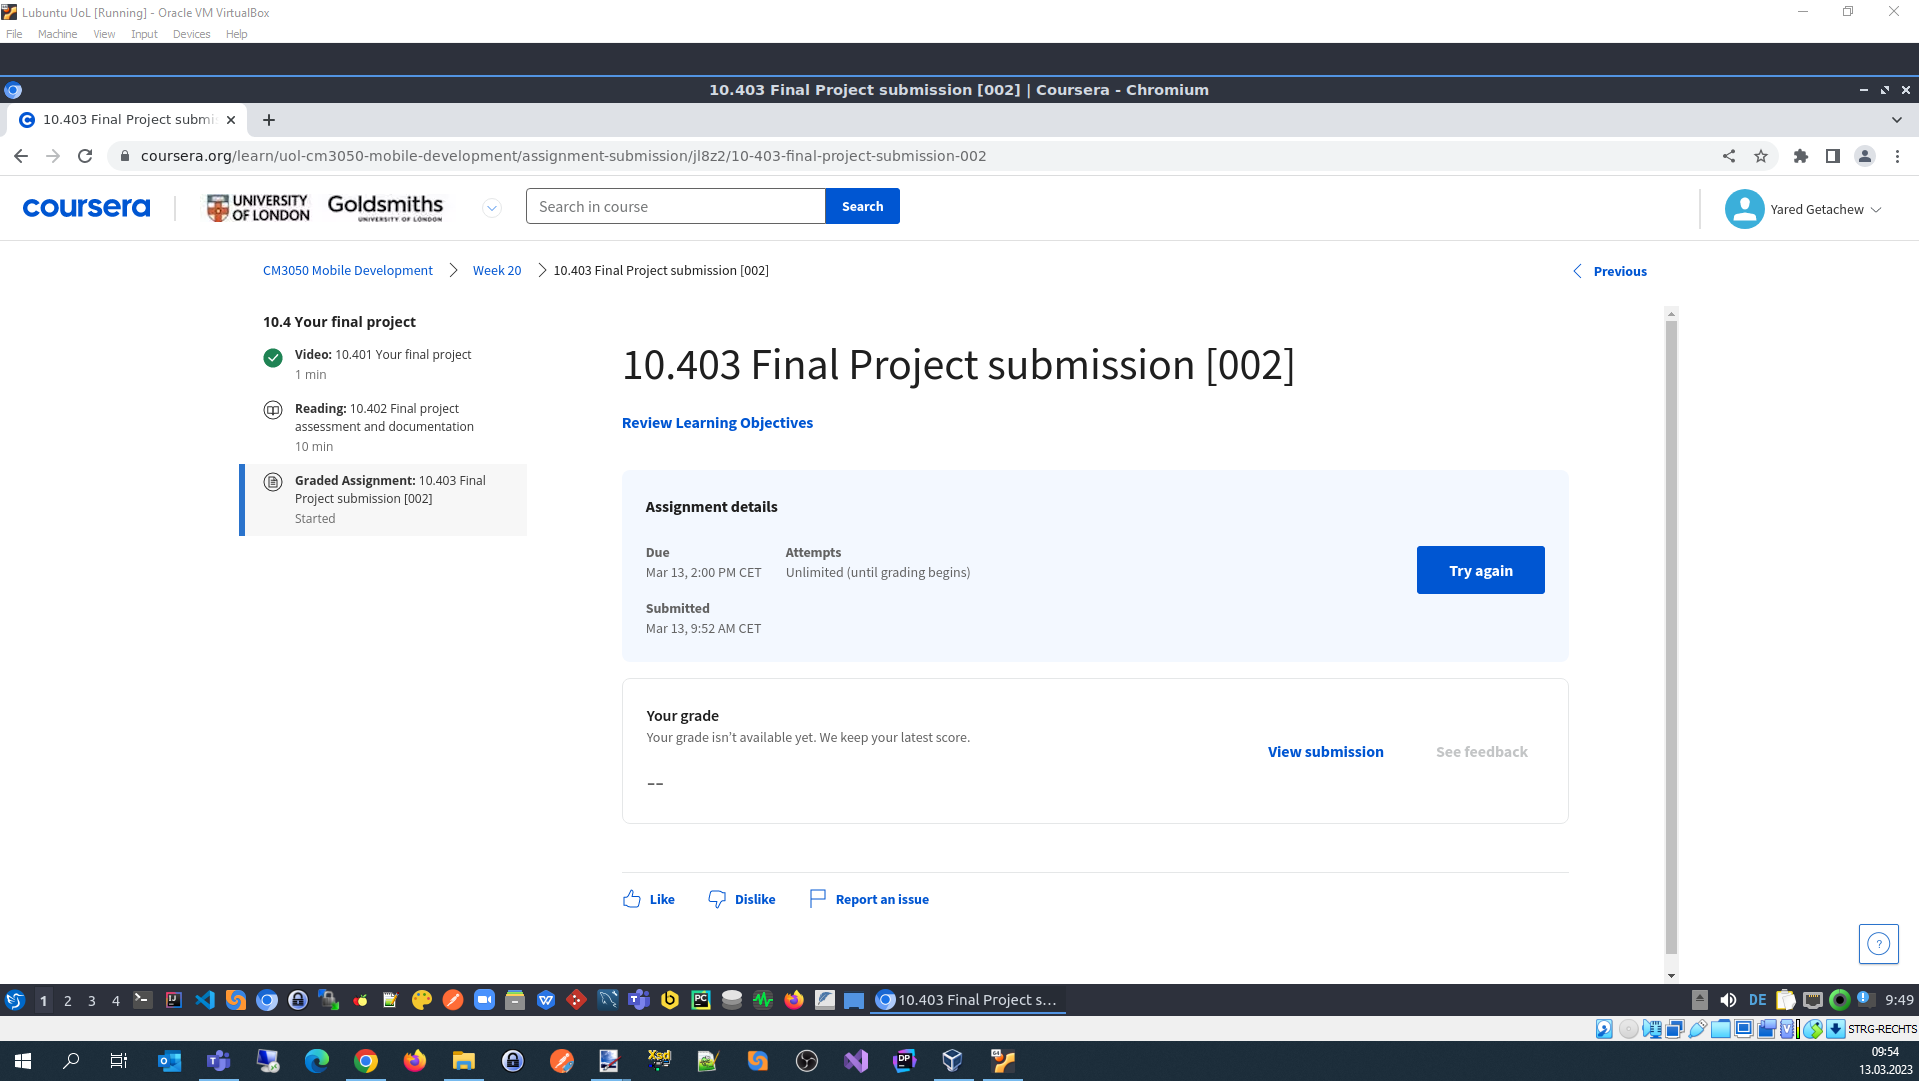 Lubuntu UoL [Running] - Oracle VM VirtualBox
File Machine View Input Devices Help
10.403 Final Project submission [002] | Coursera - Chromium
10.403 Final Project submi
coursera.org/learn/uol-cm3050-mobile-development/assignment-submission/jl8z2/10-403-final-project-submission-002
coursera
UNIVERSITY OF LONDON
Goldsmiths
UNIVERSITY OF LONDON
Search in course
Search
Yared Getachew
CM3050 Mobile Development
Week 20
10.403 Final Project submission [002]
Previous
10.4 Your final project
Video: 10.401 Your final project
1 min
Reading: 10.402 Final project
assessment and documentation
10 min
Graded Assignment: 10.403 Final
Project submission [002]
Started
10.403 Final Project submission [002]
Review Learning Objectives
Assignment details
Due
Mar 13, 2:00 PM CET
Attempts
Unlimited (until grading begins)
Submitted
Mar 13, 9:52 AM CET
Try again
Your grade
Your grade isn't available yet. We keep your latest score.
--
View submission
See feedback
Like
Dislike
Report an issue
?
1 2 3 4
10.403 Final Project s...
DE
9:49
STRG-RECHTS
09:54
13.03.2023